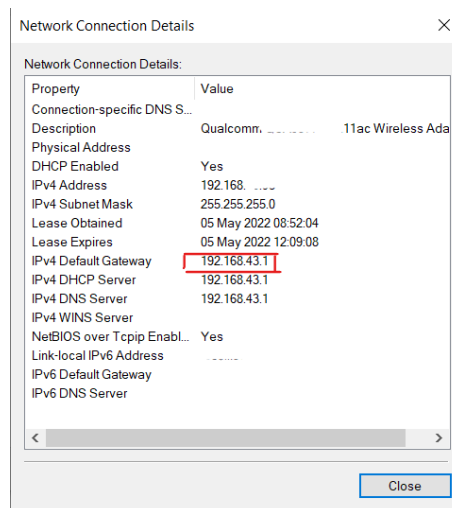 Network Connection Details
Network Connection Details:
Property Value
Connection-specific DNS S...
Description Qualcomm 11ac Wireless Ada
Physical Address
DHCP Enabled Yes
IPv4 Address 192.168.
IPv4 Subnet Mask 255.255.255.0
Lease Obtained 05 May 2022 08:52:04
Lease Expires 05 May 2022 12:09:08
IPv4 Default Gateway 192.168.43.1
IPv4 DHCP Server 192.168.43.1
IPv4 DNS Server 192.168.43.1
IPv4 WINS Server
NetBIOS over Tcpip Enabl... Yes
Link-local IPv6 Address
IPv6 Default Gateway
IPv6 DNS Server
Close